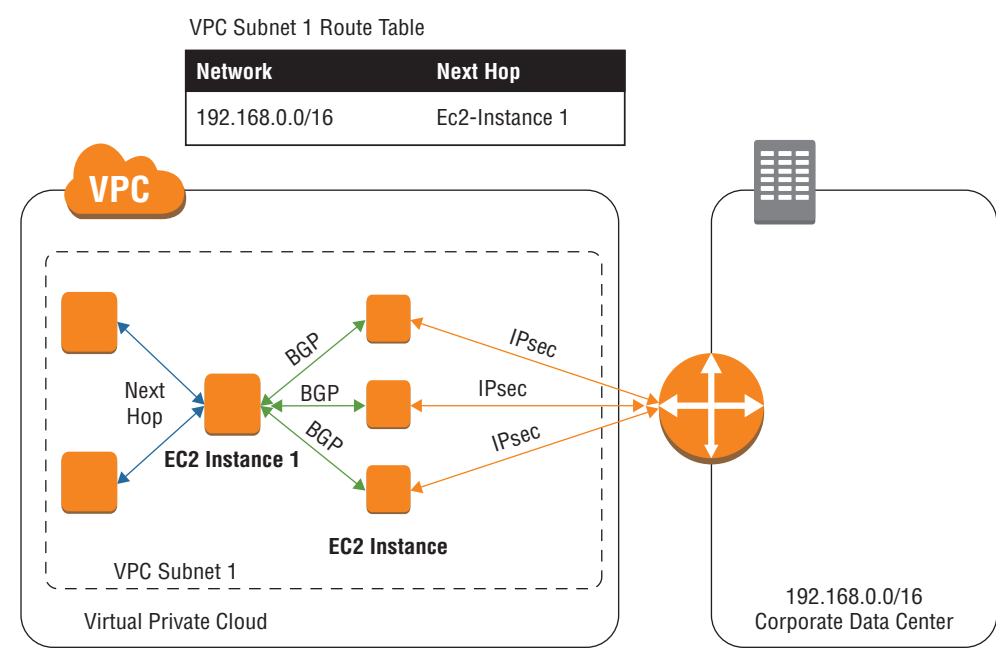 VPC Subnet 1 Route Table
Network Next Hop
192.168.0.0/16 Ec2-Instance 1
VPC
BGP
IPsec
Next
Hop
BGP
IPsec
BGP
IPsec
EC2 Instance 1
EC2 Instance
VPC Subnet 1
Virtual Private Cloud
192.168.0.0/16
Corporate Data Center